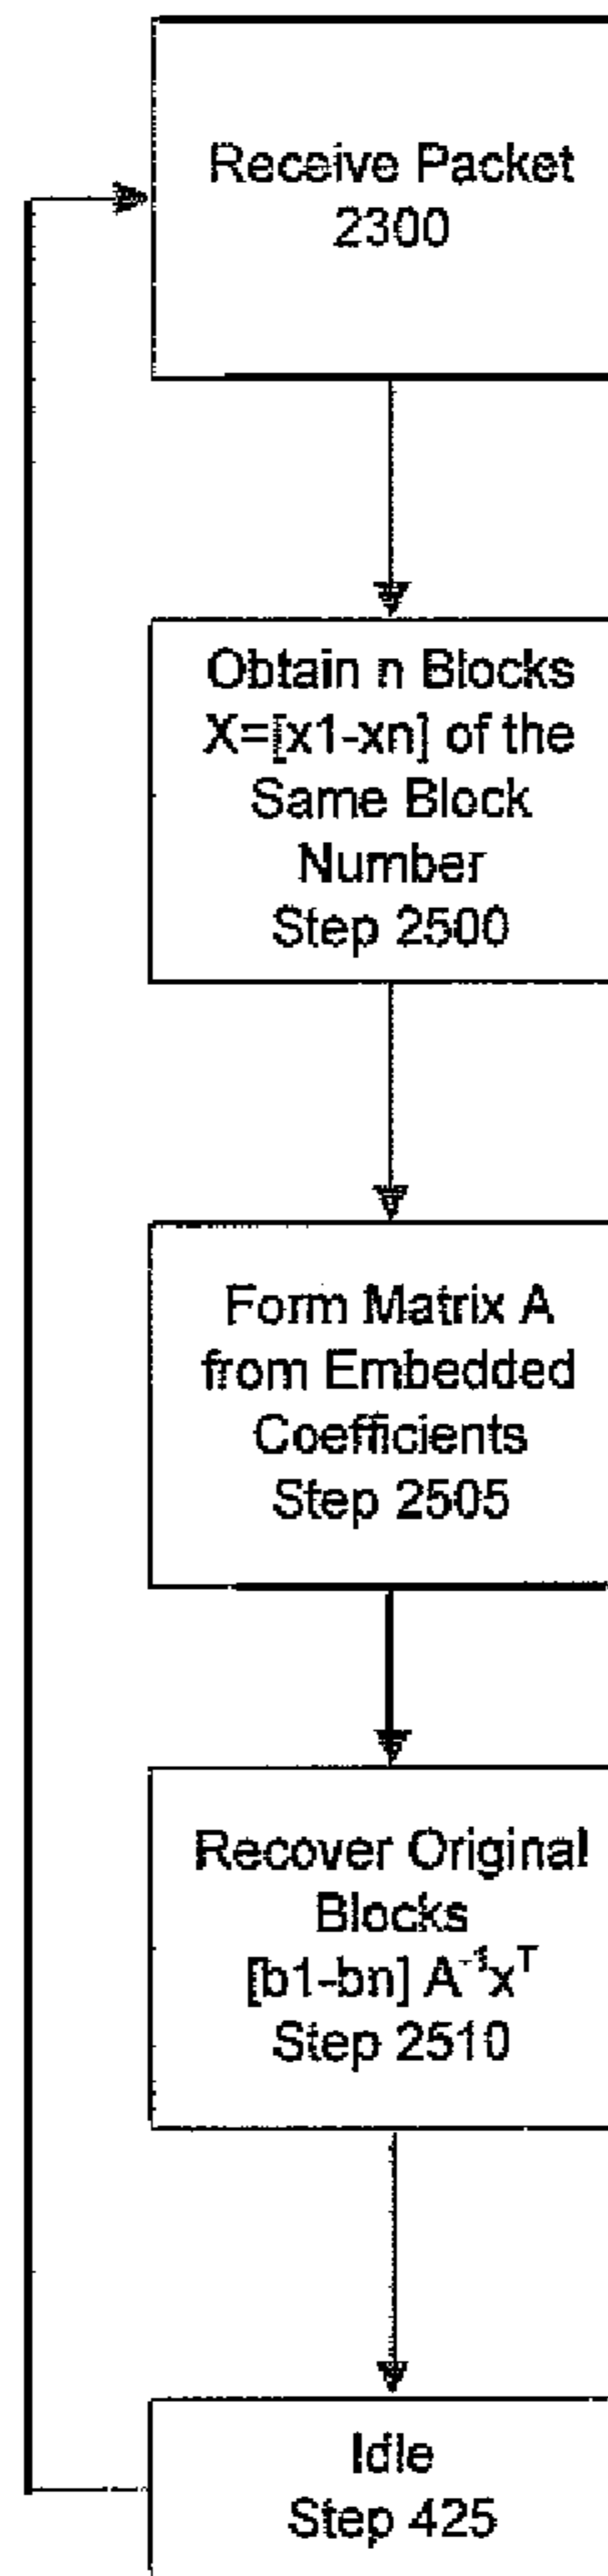 Receive Packet
2300
Obtain n Blocks
X=[x1-xn] of the
Same Block
Number
Step 2500
Form Matrix A
from Embedded
Coefficients
Step 2505
Recover Original
Blocks
[b1-bn] A⁻¹xᵀ
Step 2510
Idle
Step 425